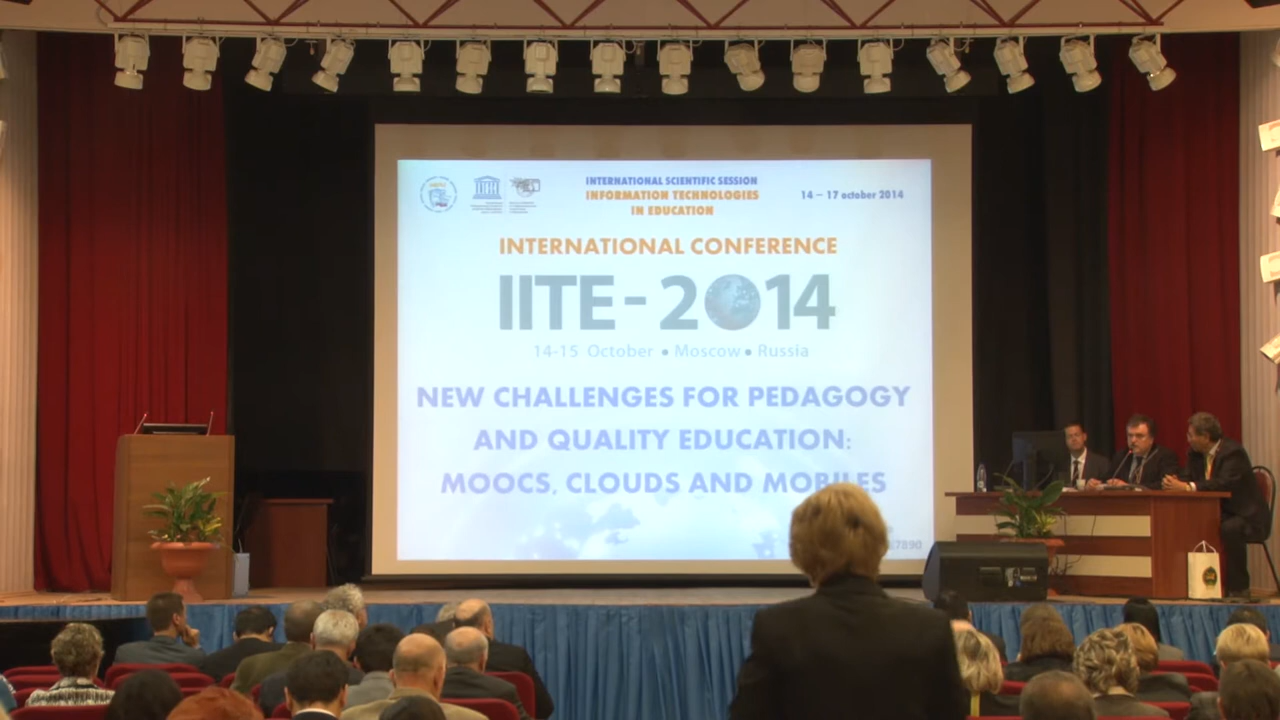 INTERNATIONAL SCIENTIFIC SESSION
INFORMATION TECHNOLOGIES
IN EDUCATION
14 – 17 october 2014
INTERNATIONAL CONFERENCE
IITE - 2014
14-15 October • Moscow • Russia
NEW CHALLENGES FOR PEDAGOGY
AND QUALITY EDUCATION:
MOOCS, CLOUDS AND MOBILES